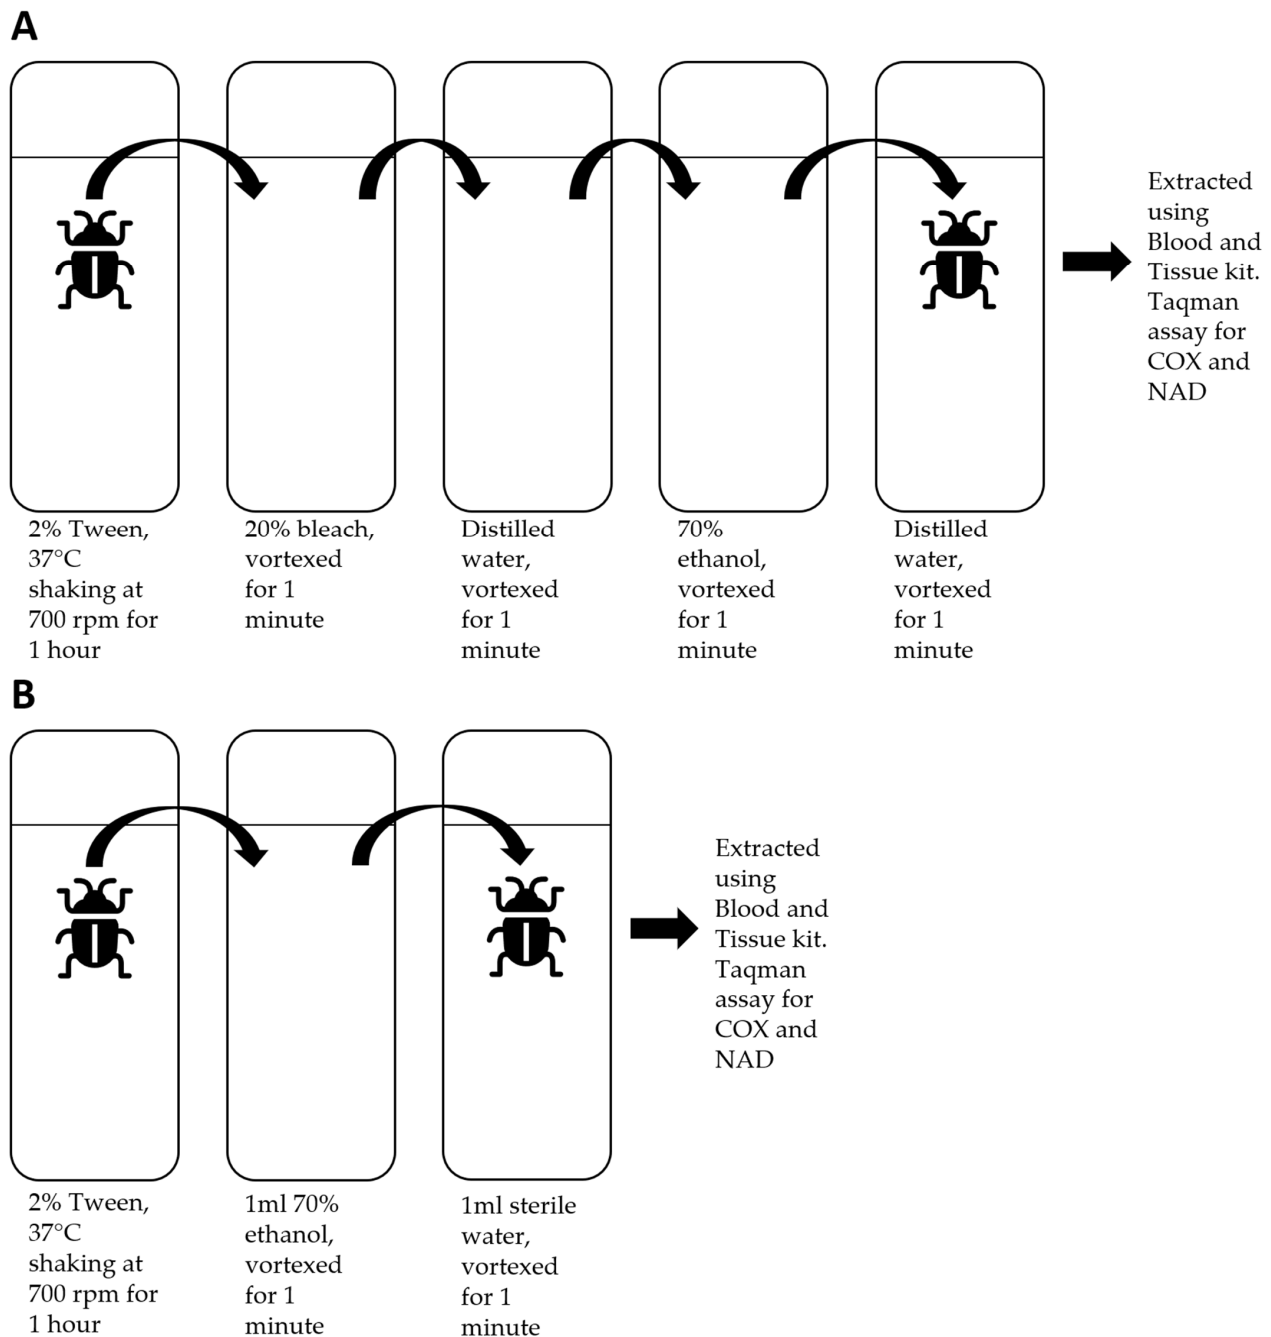 A
Extracted
using
Blood and
Tissue kit.
Taqman
assay for
COX and
NAD
2% Tween,
37°C
shaking at
700 rpm for
1 hour
20% bleach,
vortexed
for 1
minute
Distilled
water,
vortexed
for 1
minute
70%
ethanol,
vortexed
for 1
minute
Distilled
water,
vortexed
for 1
minute
B
Extracted
using
Blood and
Tissue kit.
Taqman
assay for
COX and
NAD
2% Tween,
37°C
shaking at
700 rpm for
1 hour
1ml 70%
ethanol,
vortexed
for 1
minute
1ml sterile
water,
vortexed
for 1
minute